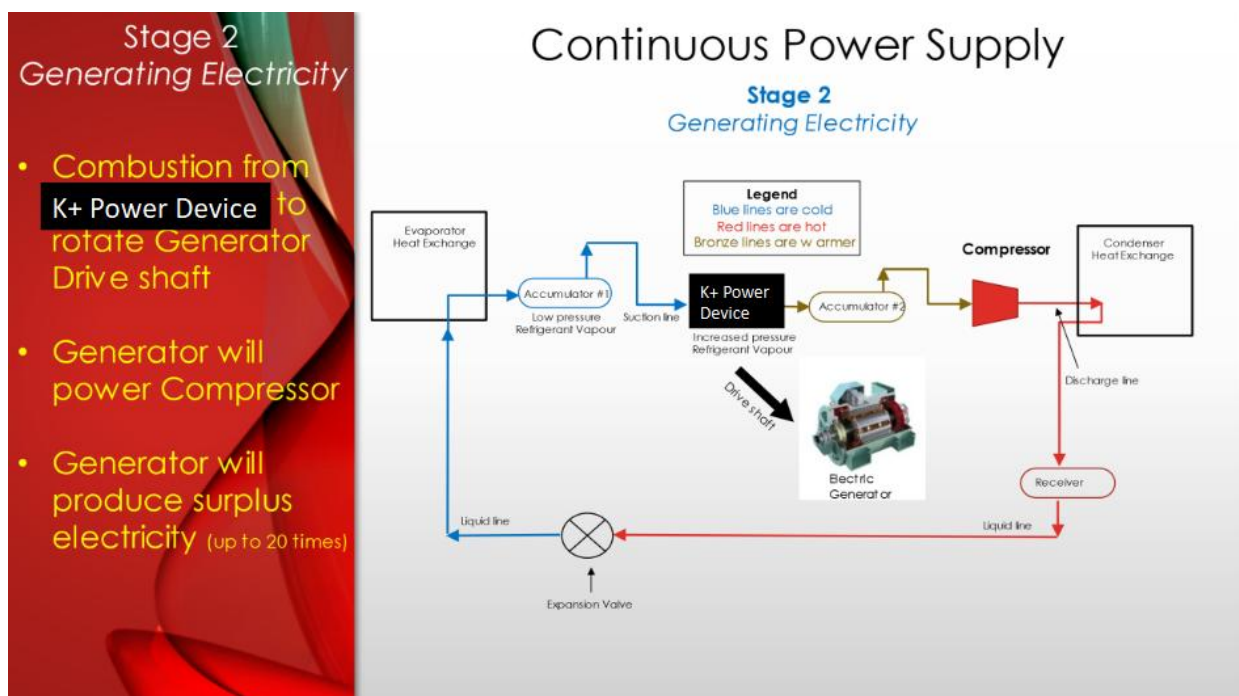 Stage 2
Generating Electricity
• Combustion from
K+ Power Device to
rotate Generator
Drive shaft
• Generator will
power Compressor
• Generator will
produce surplus
electricity (up to 20 times)
Continuous Power Supply
Stage 2
Generating Electricity
Legend
Blue lines are cold
Red lines are hot
Bronze lines are w armer
Evaporator
Heat Exchange
Accumulator #1
Low pressure
Refrigerant Vapour
Suction line
K+ Power
Device
Increased pressure
Refrigerant Vapour
Accumulator #2
Compressor
Condenser
Heat Exchange
Discharge line
Drive shaft
Electric
Generator
Receiver
Liquid line
Liquid line
Expansion Valve